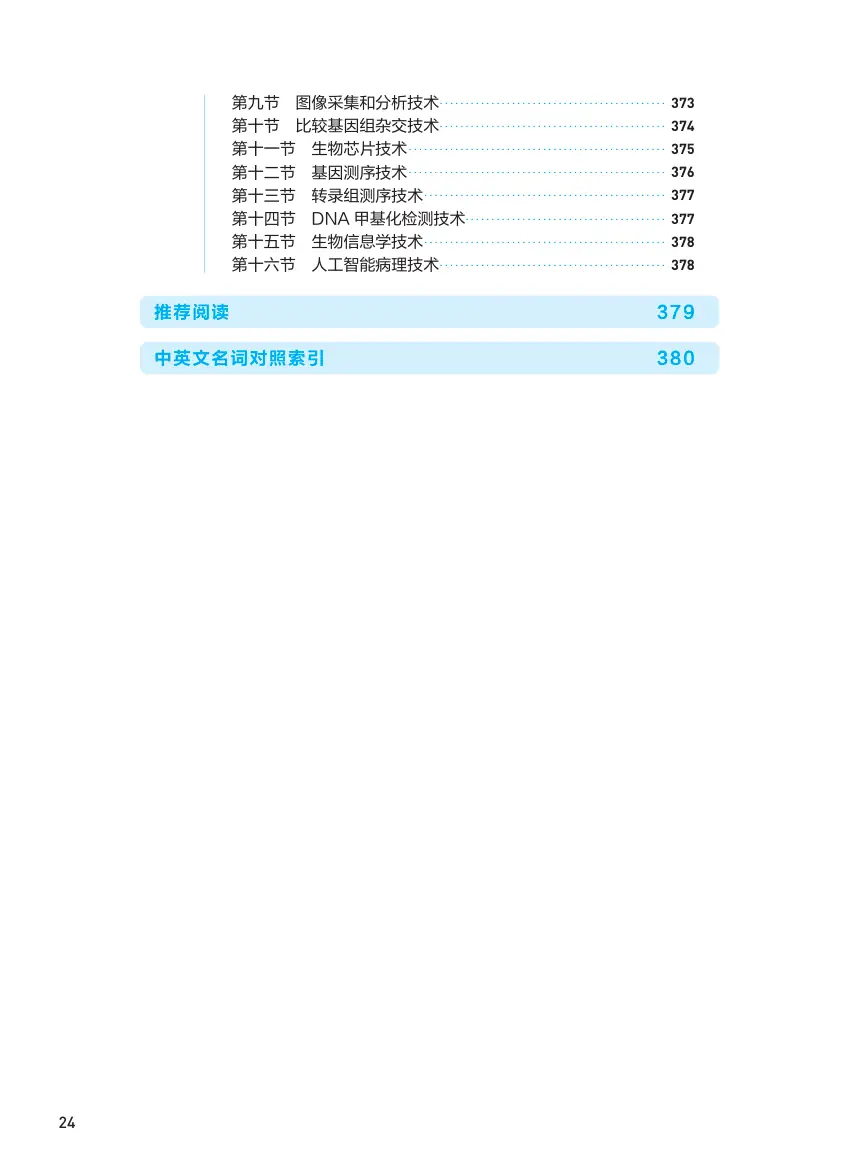 第九节　图像采集和分析技术 373
第十节　比较基因组杂交技术 374
第十一节　生物芯片技术 375
第十二节　基因测序技术 376
第十三节　转录组测序技术 377
第十四节　DNA 甲基化检测技术 377
第十五节　生物信息学技术 378
第十六节　人工智能病理技术 378
推荐阅读 379
中英文名词对照索引 380
24